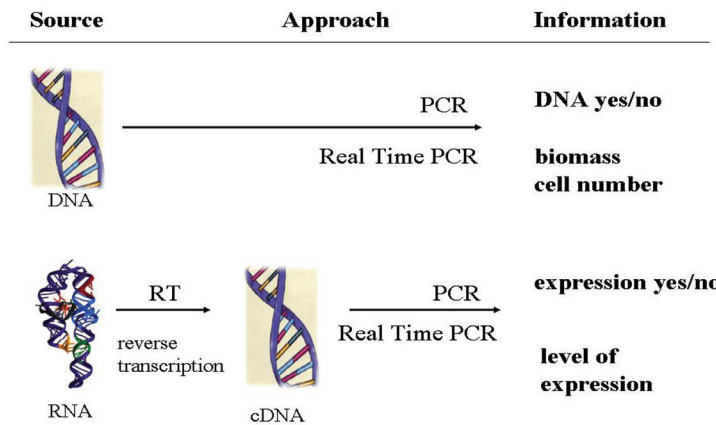 Source Approach Information
PCR
DNA yes/no
Real Time PCR
biomass
cell number
DNA
RT
PCR
expression yes/no
reverse
transcription
Real Time PCR
level of
expression
RNA
cDNA